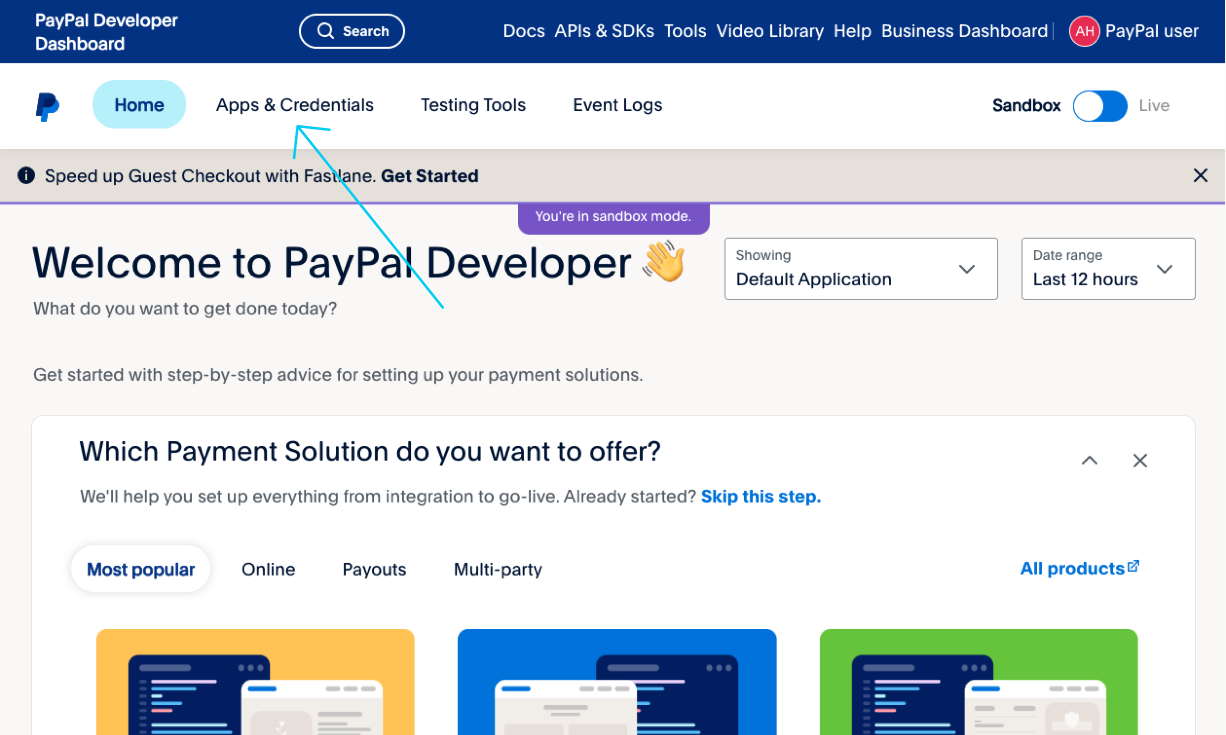 PayPal Developer
Dashboard
Search
Docs APIs & SDKs Tools Video Library Help Business Dashboard
AH PayPal user
Home
Apps & Credentials
Testing Tools
Event Logs
Sandbox
Live
Speed up Guest Checkout with Fastlane. Get Started
You're in sandbox mode.
Welcome to PayPal Developer 👋
Showing
Default Application
Date range
Last 12 hours
What do you want to get done today?
Get started with step-by-step advice for setting up your payment solutions.
Which Payment Solution do you want to offer?
We'll help you set up everything from integration to go-live. Already started? Skip this step.
Most popular
Online
Payouts
Multi-party
All products